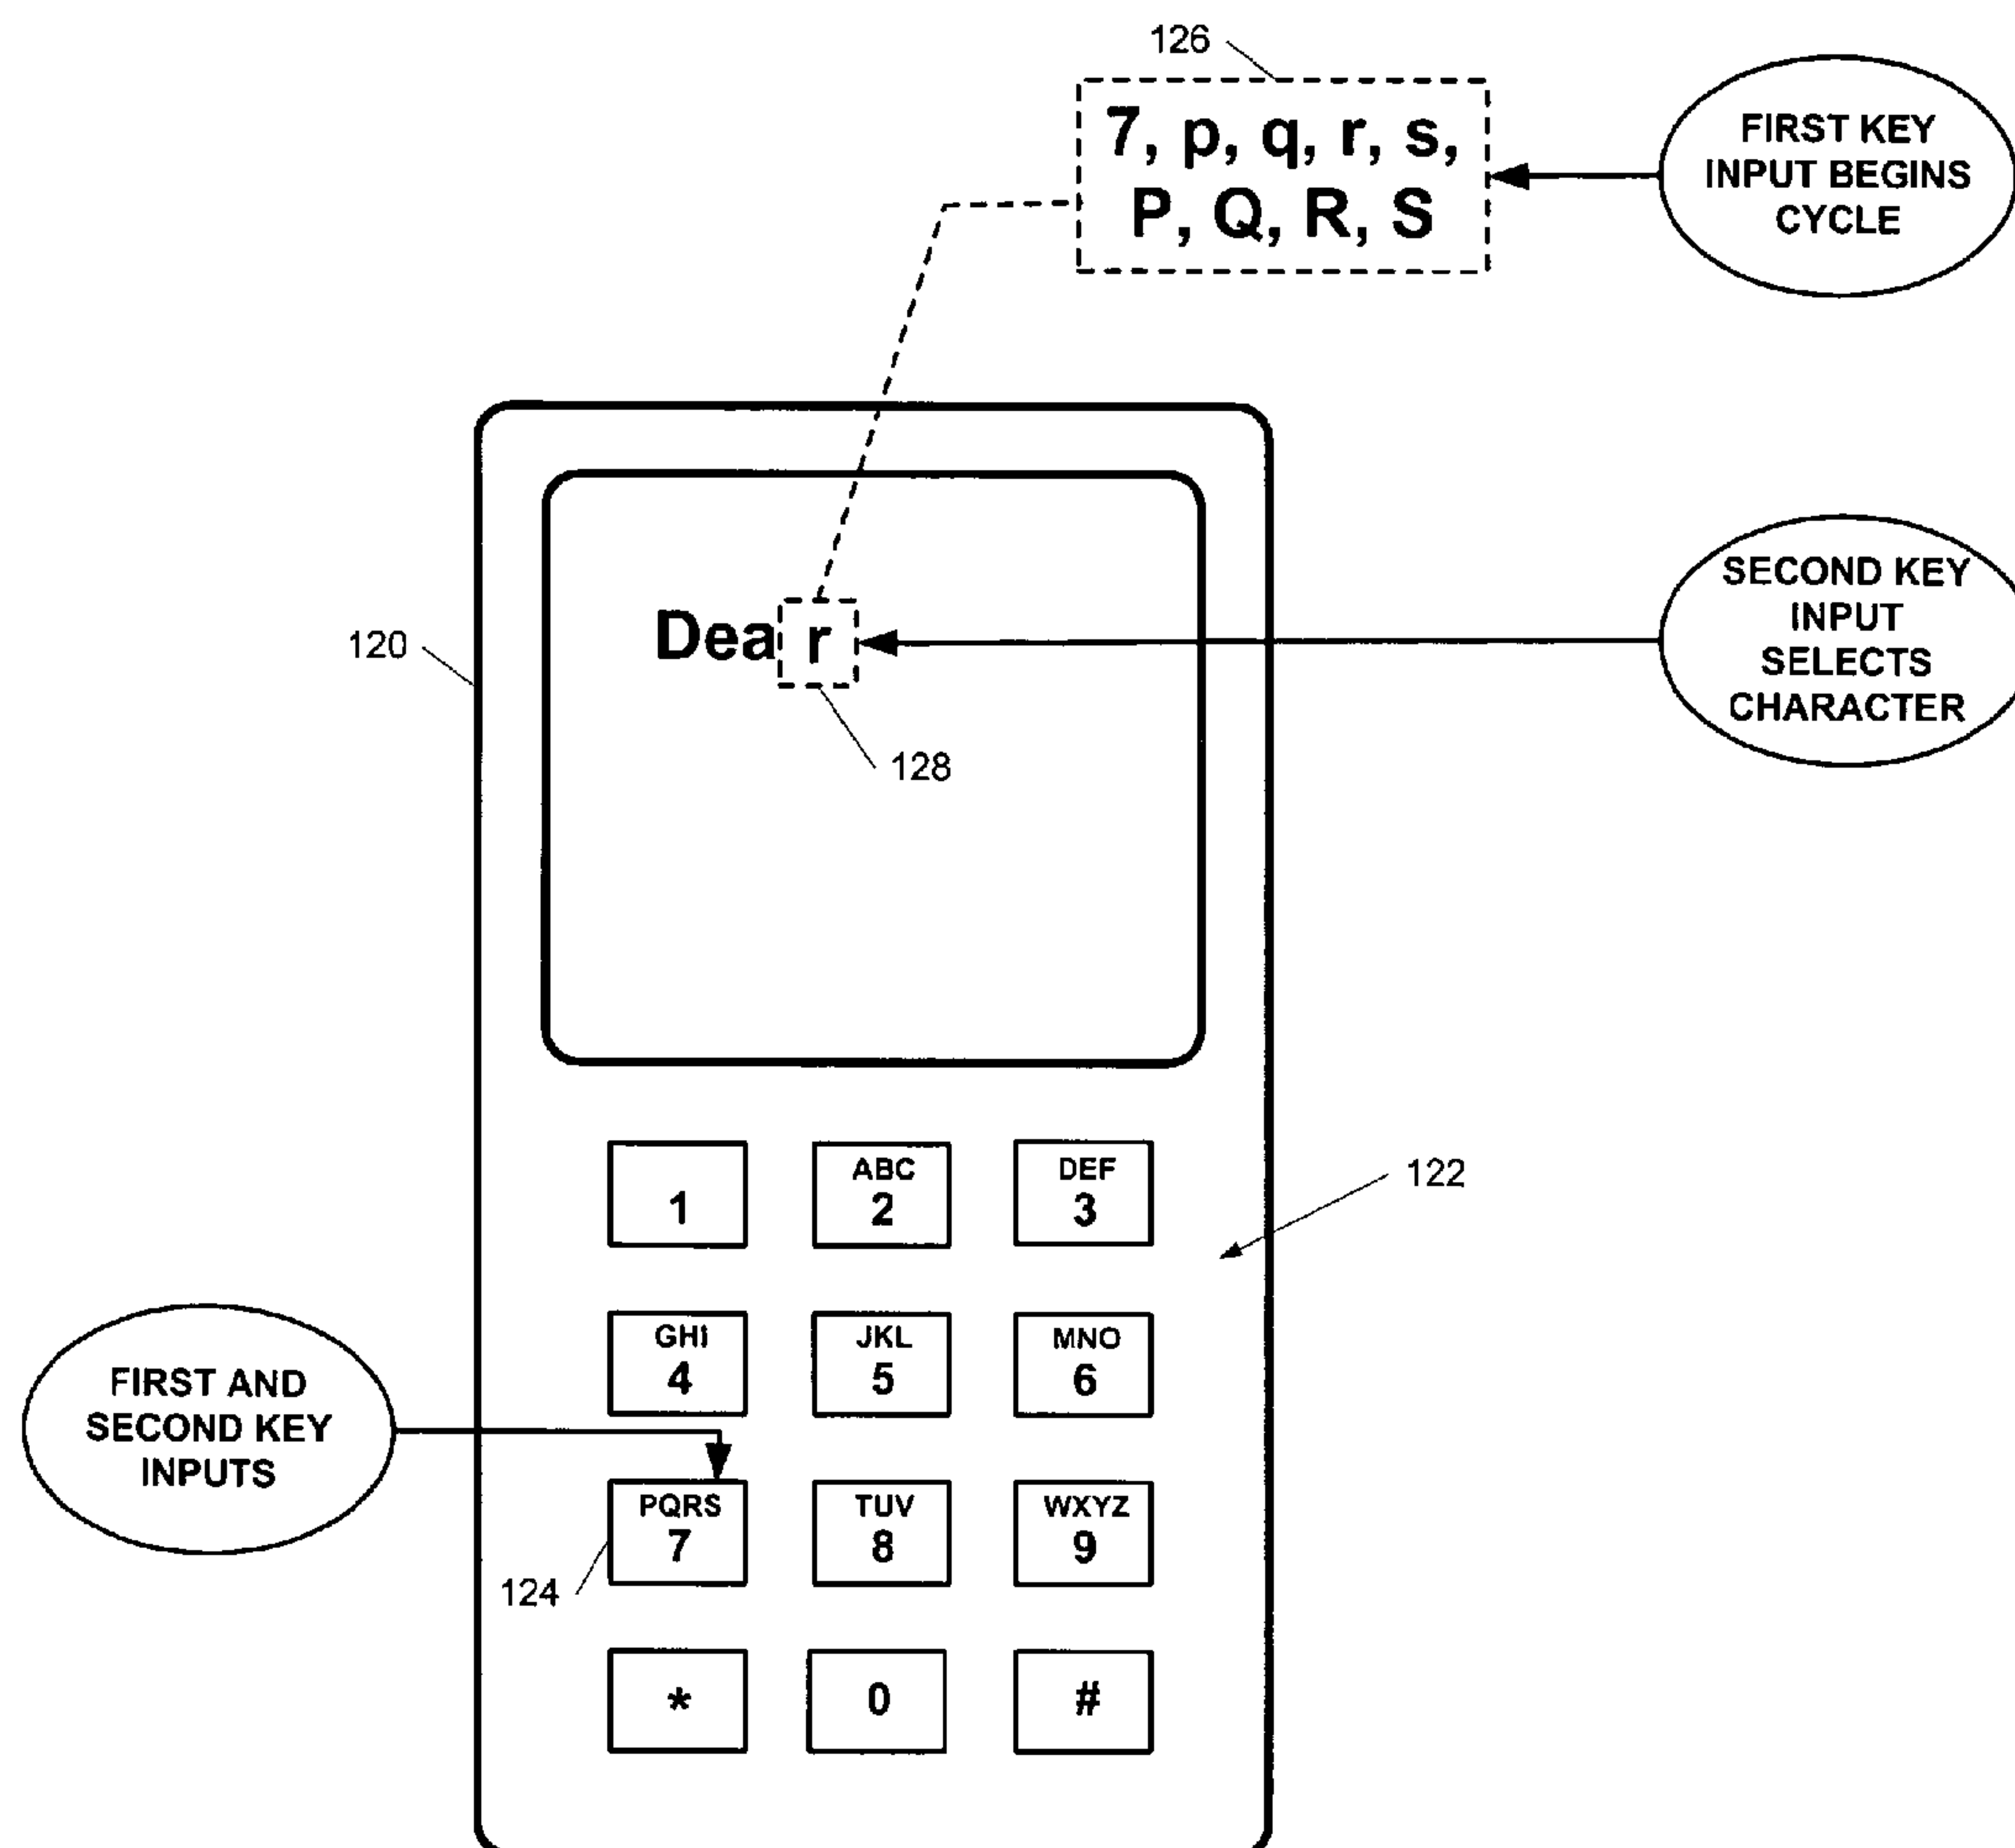 126
7, p, q, r, s,
P, Q, R, S
FIRST KEY
INPUT BEGINS
CYCLE
SECOND KEY
INPUT
SELECTS
CHARACTER
120
Dea r
128
ABC DEF
1 2 3
122
GHI JKL MNO
4 5 6
FIRST AND
SECOND KEY
INPUTS
PQRS TUV WXYZ
7 8 9
124
* 0 #